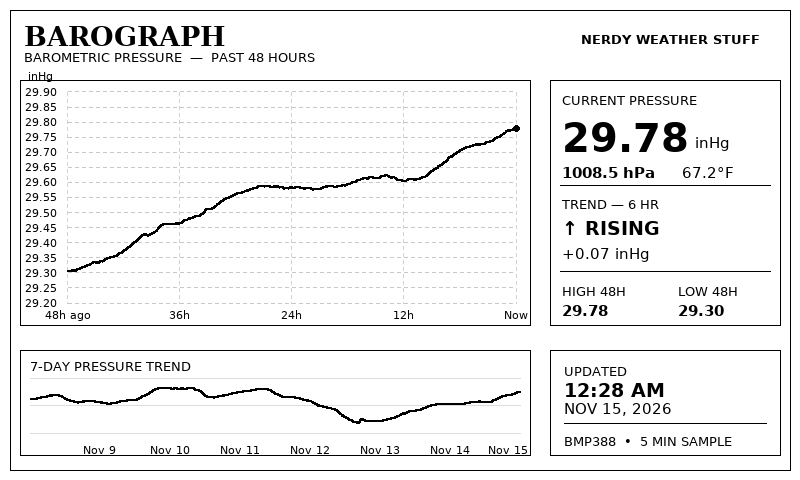 BAROGRAPH
BAROMETRIC PRESSURE — PAST 48 HOURS
NERDY WEATHER STUFF
inHg
29.90
29.85
29.80
29.75
29.70
29.65
29.60
29.55
29.50
29.45
29.40
29.35
29.30
29.25
29.20
48h ago 36h 24h 12h Now
CURRENT PRESSURE
29.78 inHg
1008.5 hPa 67.2°F
TREND — 6 HR
↑ RISING
+0.07 inHg
HIGH 48H LOW 48H
29.78 29.30
7-DAY PRESSURE TREND
Nov 9 Nov 10 Nov 11 Nov 12 Nov 13 Nov 14 Nov 15
UPDATED
12:28 AM
NOV 15, 2026
BMP388 • 5 MIN SAMPLE